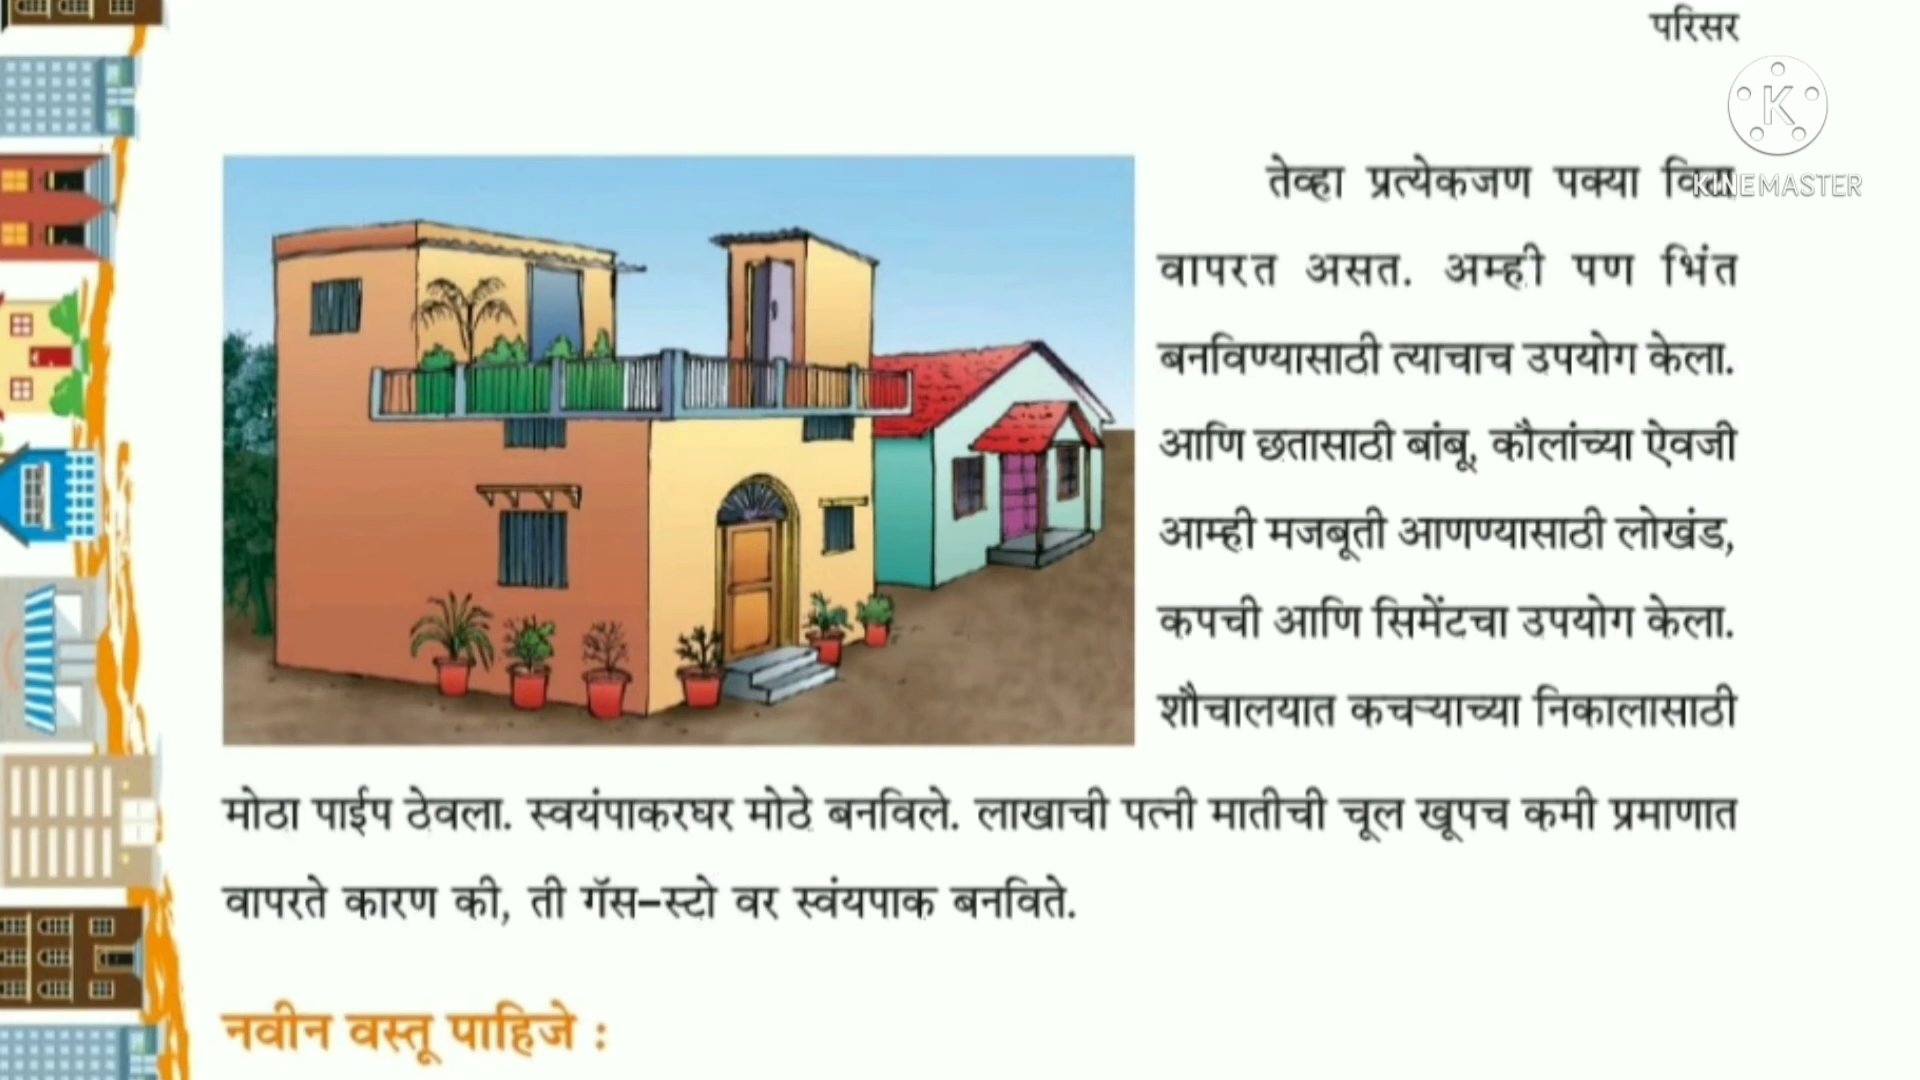 परिसर
K
KINEMASTER
तेव्हा प्रत्येकजण पक्या
वापरत असत. अम्ही पण भिंत
बनविण्यासाठी त्याचाच उपयोग केला.
आणि छतासाठी बांबू, कौलांच्या ऐवजी
आम्ही मजबूती आणण्यासाठी लोखंड,
कपची आणि सिमेंटचा उपयोग केला.
शौचालयात कचऱ्याच्या निकालासाठी
मोठा पाईप ठेवला. स्वयंपाकरघर मोठे बनविले. लाखाची पत्नी मातीची चूल खूपच कमी प्रमाणात
वापरते कारण की, ती गॅस-स्टो वर स्वंयपाक बनविते.
नवीन वस्तू पाहिजे :